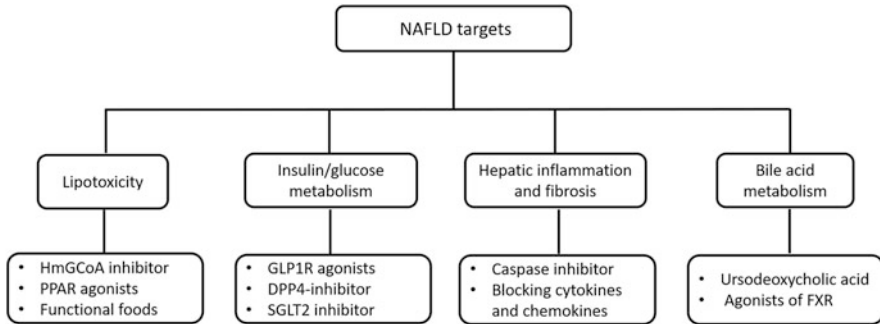 NAFLD targets
Lipotoxicity
Insulin/glucose
metabolism
Hepatic inflammation
and fibrosis
Bile acid
metabolism
• HmGCoA inhibitor
• PPAR agonists
• Functional foods
• GLP1R agonists
• DPP4-inhibitor
• SGLT2 inhibitor
• Caspase inhibitor
• Blocking cytokines
and chemokines
• Ursodeoxycholic acid
• Agonists of FXR